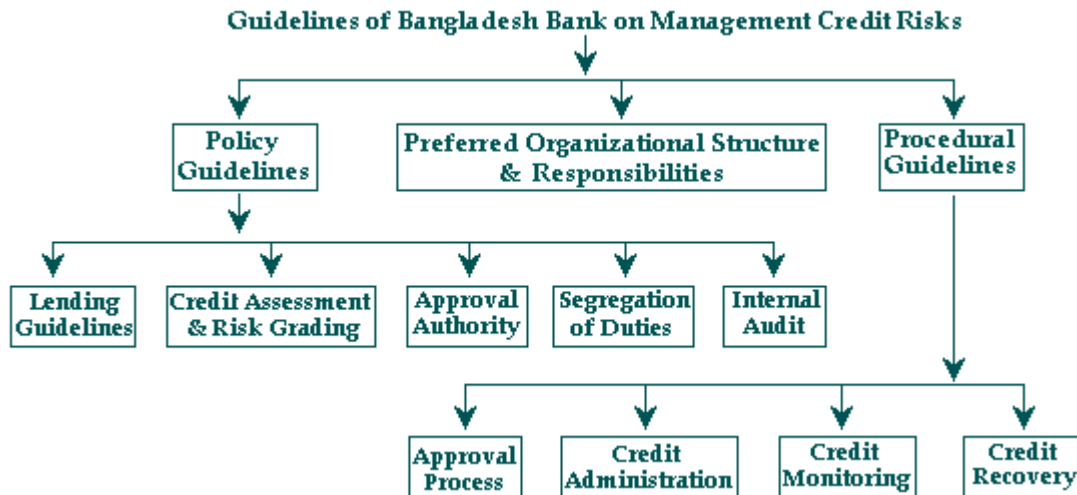 Guidelines of Bangladesh Bank on Management Credit Risks
Policy
Guidelines
Preferred Organizational Structure
& Responsibilities
Procedural
Guidelines
Lending
Guidelines
Credit Assessment
& Risk Grading
Approval
Authority
Segregation
of Duties
Internal
Audit
Approval
Process
Credit
Administration
Credit
Monitoring
Credit
Recovery